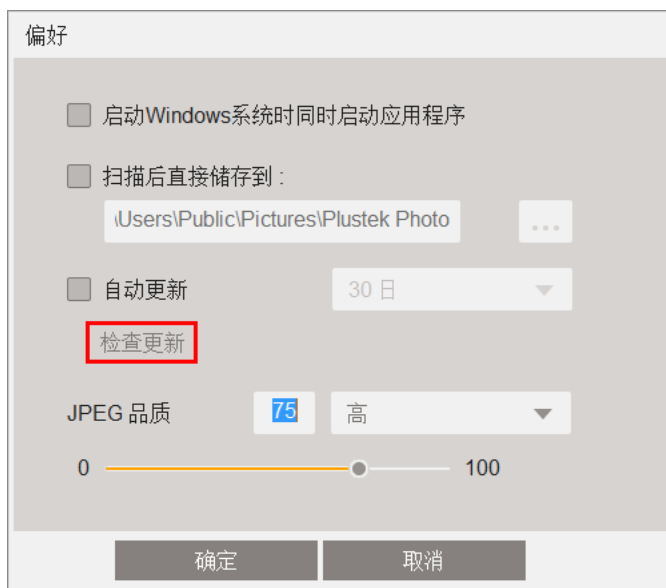 偏好
启动Windows系统时同时启动应用程序
扫描后直接储存到 :
\Users\Public\Pictures\Plustek Photo ...
自动更新 30 日
检查更新
JPEG 品质 75 高
0 100
确定 取消